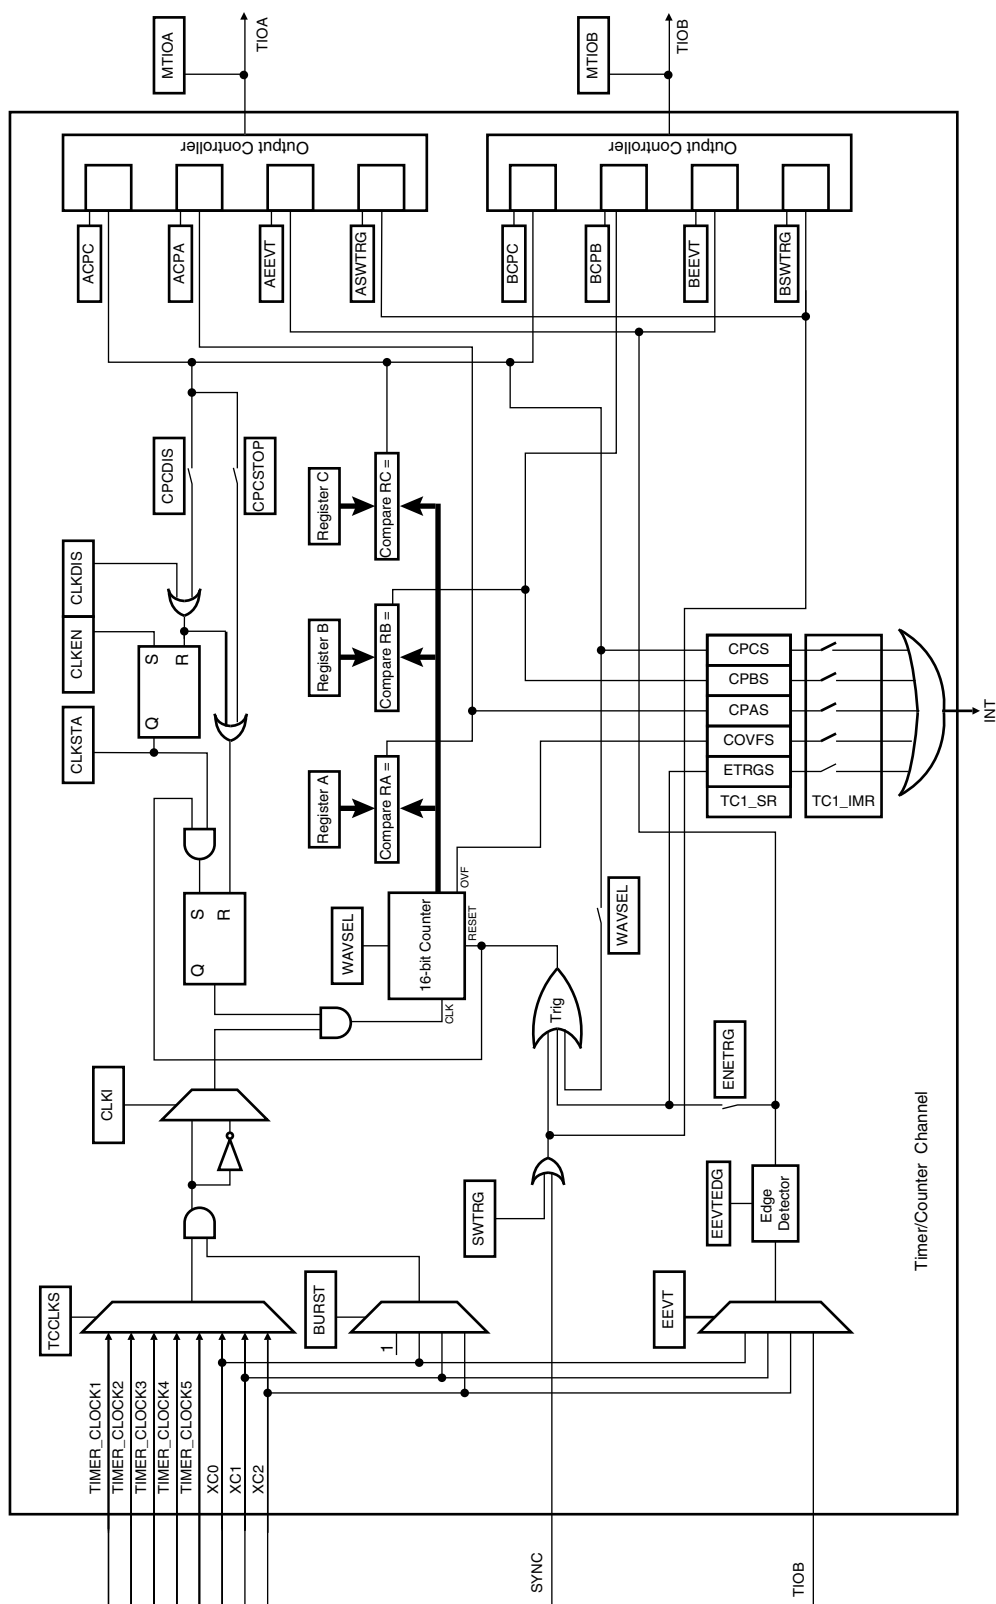 TIMER_CLOCK1
TIMER_CLOCK2
TIMER_CLOCK3
TIMER_CLOCK4
TIMER_CLOCK5
XC0
XC1
XC2
TCCLKS
CLKI
CLKSTA
CLKEN
CLKDIS
Q
S
R
Q
S
R
CPCDIS
CPCSTOP
BURST
1
WAVSEL
Register A
Register B
Register C
Compare RA =
Compare RB =
Compare RC =
16-bit Counter
CLK
RESET
OVF
SYNC
SWTRG
Trig
WAVSEL
TIOB
EEVT
EEVTEDG
Edge
Detector
ENETRG
Timer/Counter Channel
CPCS
CPBS
CPAS
COVFS
ETRGS
TC1_SR
TC1_IMR
INT
ACPC
ACPA
AEEVT
ASWTRG
Output Controller
MTIOA
TIOA
BCPC
BCPB
BEEVT
BSWTRG
Output Controller
MTIOB
TIOB